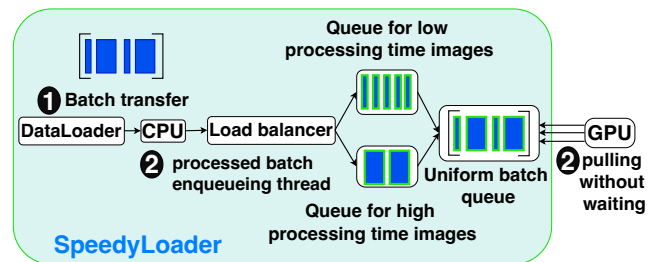 Queue for low
processing time images
1 Batch transfer
DataLoader
CPU
Load balancer
GPU
2 processed batch
enqueueing thread
Uniform batch
queue
2 pulling
without
waiting
Queue for high
processing time images
SpeedyLoader